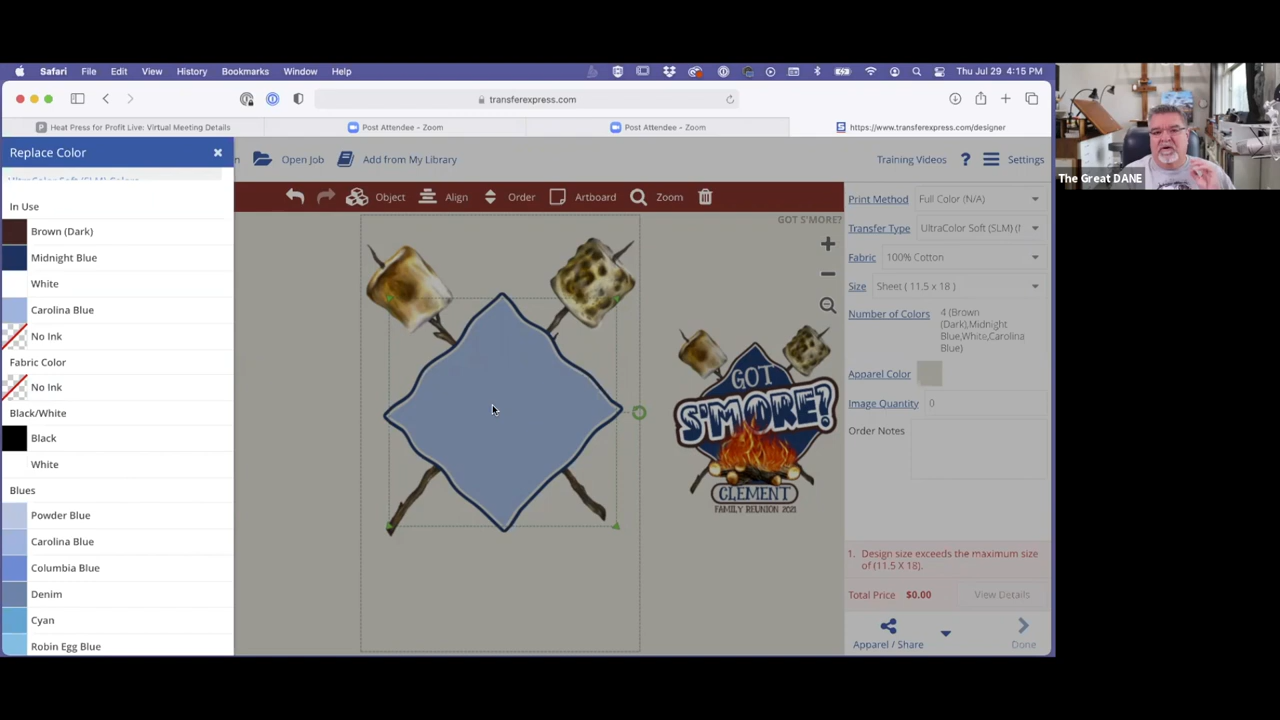 Safari File Edit View History Bookmarks Window Help
Thu Jul 29 4:15 PM
transferexpress.com
Heat Press for Profit Live: Virtual Meeting Details
Post Attendee - Zoom
Post Attendee - Zoom
https://www.transferexpress.com/designer
Replace Color
UltraColor Soft (SLM) Colors
In Use
Brown (Dark)
Midnight Blue
White
Carolina Blue
No Ink
Fabric Color
No Ink
Black/White
Black
White
Blues
Powder Blue
Carolina Blue
Columbia Blue
Denim
Cyan
Robin Egg Blue
Open Job
Add from My Library
Training Videos
?
Settings
Object
Align
Order
Artboard
Zoom
GOT S'MORE?
GOT
S'MORE?
CLEMENT
FAMILY REUNION 2021
Print Method Full Color (N/A)
Transfer Type UltraColor Soft (SLM)
Fabric 100% Cotton
Size Sheet ( 11.5 x 18 )
Number of Colors 4 (Brown
(Dark);Midnight
Blue,White,Carolina
Blue)
Apparel Color
Image Quantity 0
Order Notes
1. Design size exceeds the maximum size
of (11.5 X 18).
Total Price $0.00 View Details
Apparel / Share
Done
The Great DANE